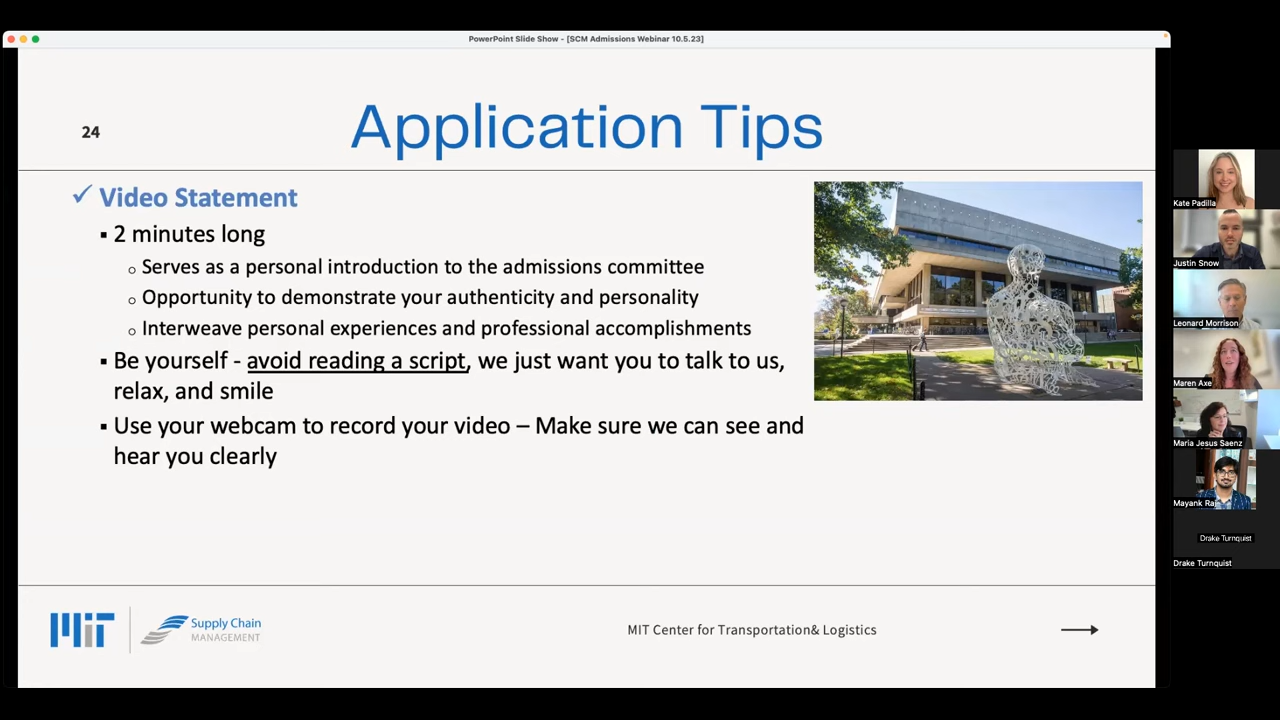 PowerPoint Slide Show - [SCM Admissions Webinar 10.5.23]
24
Application Tips
✓ Video Statement
▪ 2 minutes long
o Serves as a personal introduction to the admissions committee
o Opportunity to demonstrate your authenticity and personality
o Interweave personal experiences and professional accomplishments
▪ Be yourself - avoid reading a script, we just want you to talk to us,
relax, and smile
▪ Use your webcam to record your video – Make sure we can see and
hear you clearly
MIT
Supply Chain
MANAGEMENT
MIT Center for Transportation& Logistics
Kate Padilla
Justin Snow
Leonard Morrison
Maren Axe
Maria Jesus Saenz
Mayank Raj
Drake Turnquist
Drake Turnquist